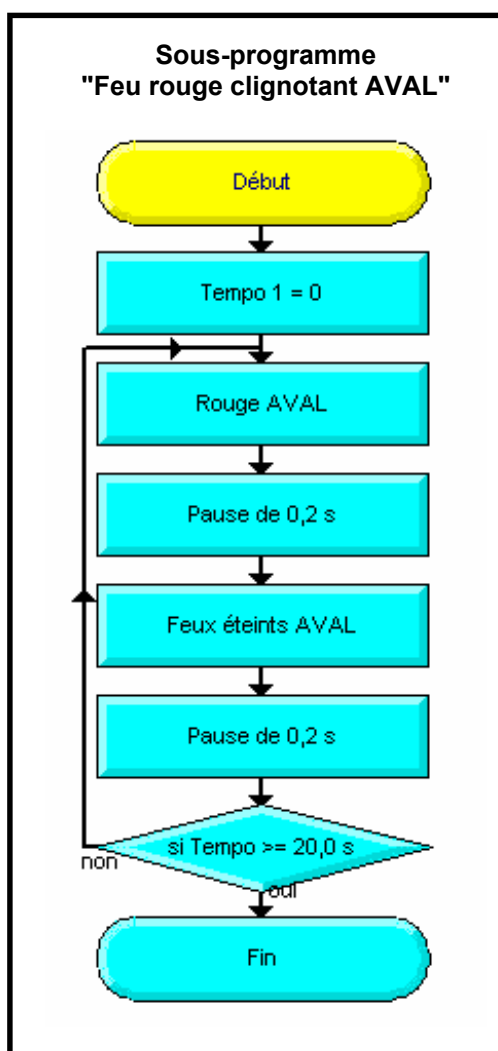 Sous-programme
"Feu rouge clignotant AVAL"
Début
Tempo 1 = 0
Rouge AVAL
Pause de 0,2 s
Feux éteints AVAL
Pause de 0,2 s
si Tempo >= 20,0 s
non
oui
Fin